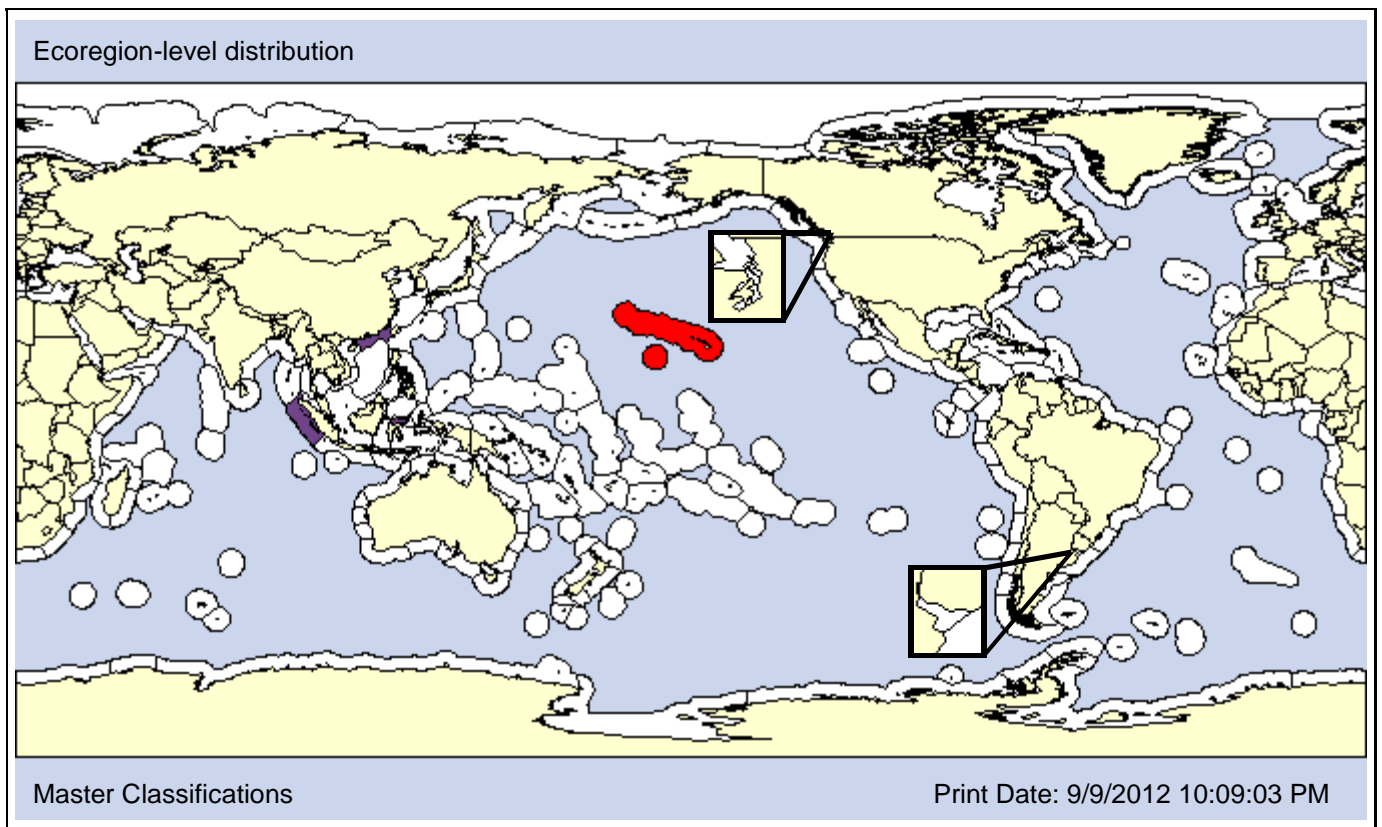 Ecoregion-level distribution
Master Classifications
Print Date: 9/9/2012 10:09:03 PM